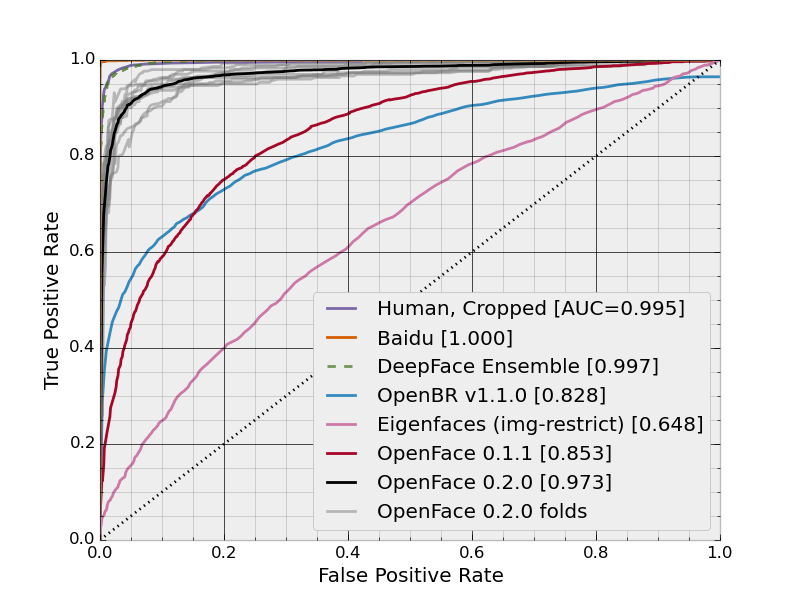 1.0
0.8
0.6
0.4
0.2
0.0
True Positive Rate
Human, Cropped [AUC=0.995]
Baidu [1.000]
DeepFace Ensemble [0.997]
OpenBR v1.1.0 [0.828]
Eigenfaces (img-restrict) [0.648]
OpenFace 0.1.1 [0.853]
OpenFace 0.2.0 [0.973]
OpenFace 0.2.0 folds
0.0 0.2 0.4 0.6 0.8 1.0
False Positive Rate